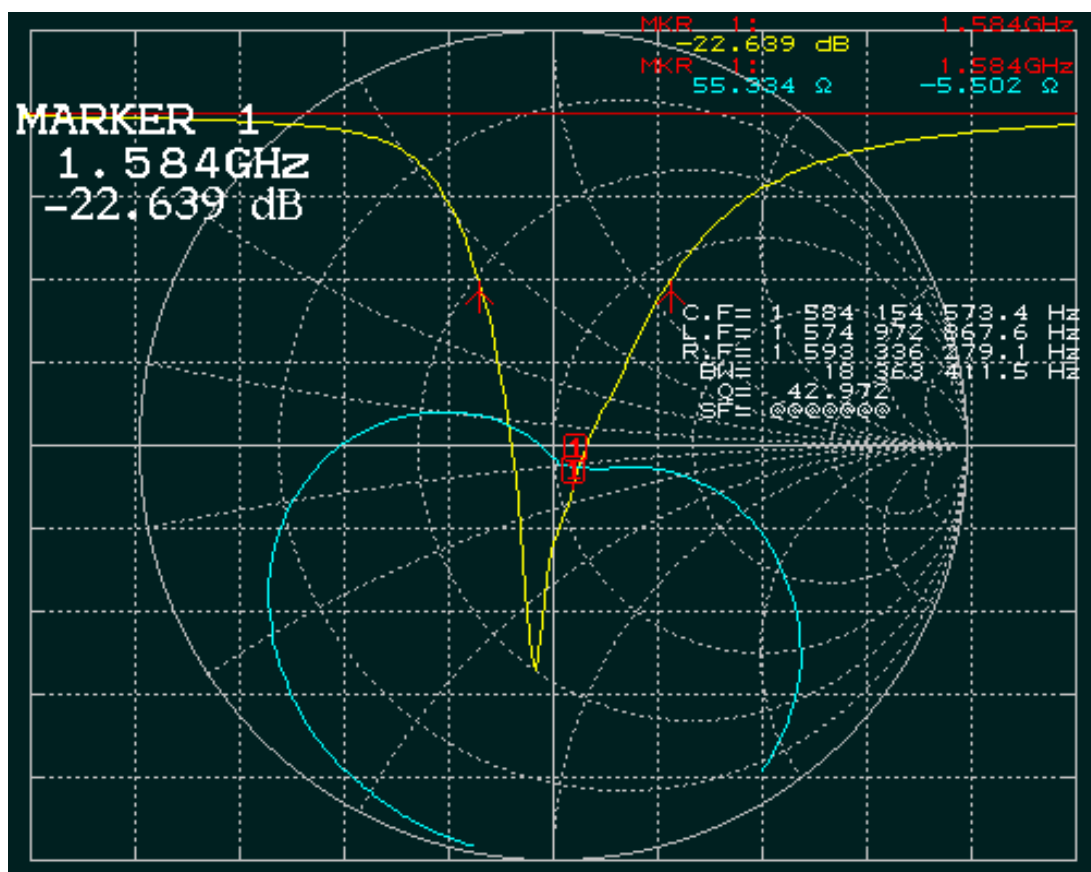 MKR 1: 1.584GHz
-22.639 dB
MKR 1: 1.584GHz
55.334 Ω -5.502 Ω
MARKER 1
1.584GHz
-22.639 dB
C.F= 1 584 154 573.4 Hz
L.F= 1 574 972 867.6 Hz
R.F= 1 593 336 279.1 Hz
BW= 18 363 411.5 Hz
Q= 42.972
SF= @@@@@@@
1
1